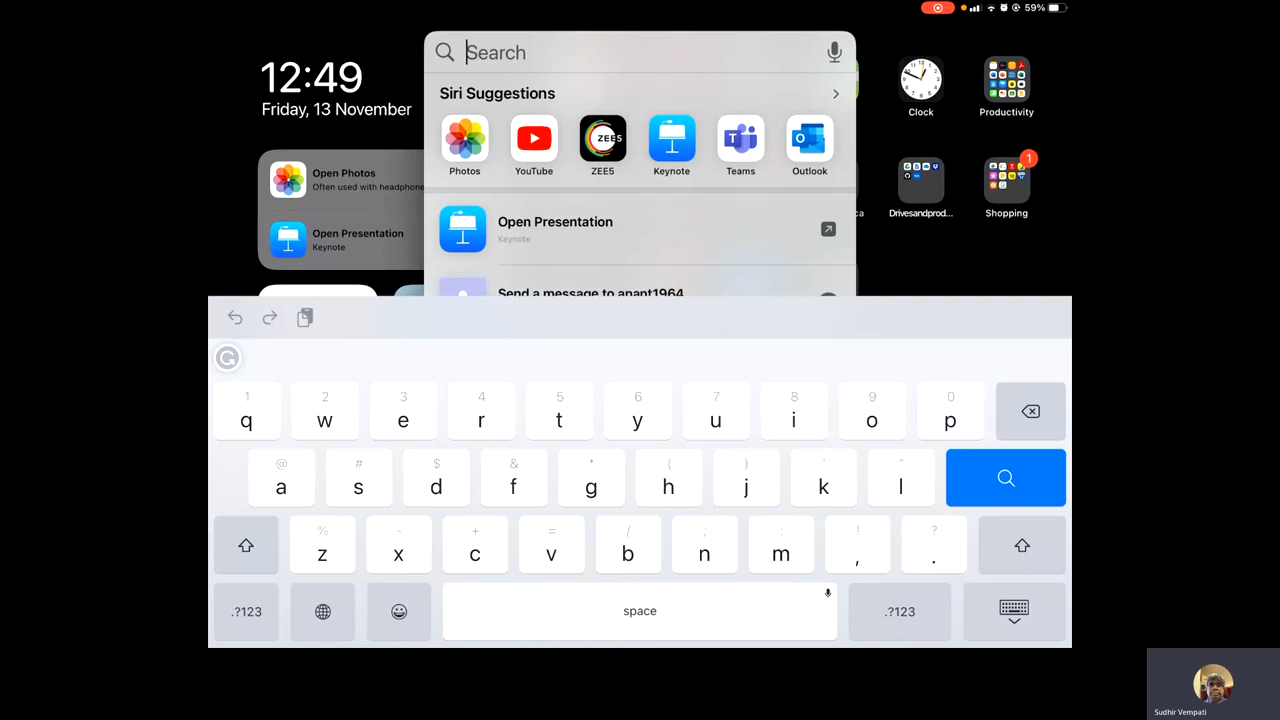 59%
12:49
Friday, 13 November
Search
Siri Suggestions
ZEE5
Photos
YouTube
ZEE5
Keynote
Teams
Outlook
Open Photos
Often used with headphone
Open Presentation
Keynote
Open Presentation
Keynote
Send a message to anant1964
Clock
Productivity
ca
Drivesandprod...
1
Shopping
1 2 3 4 5 6 7 8 9 0
q w e r t y u i o p
@ # $ & * ( ) ' "
a s d f g h j k l
% - + = / ; : ! ?
z x c v b n m , .
.?123
space
.?123
Sudhir Vempati